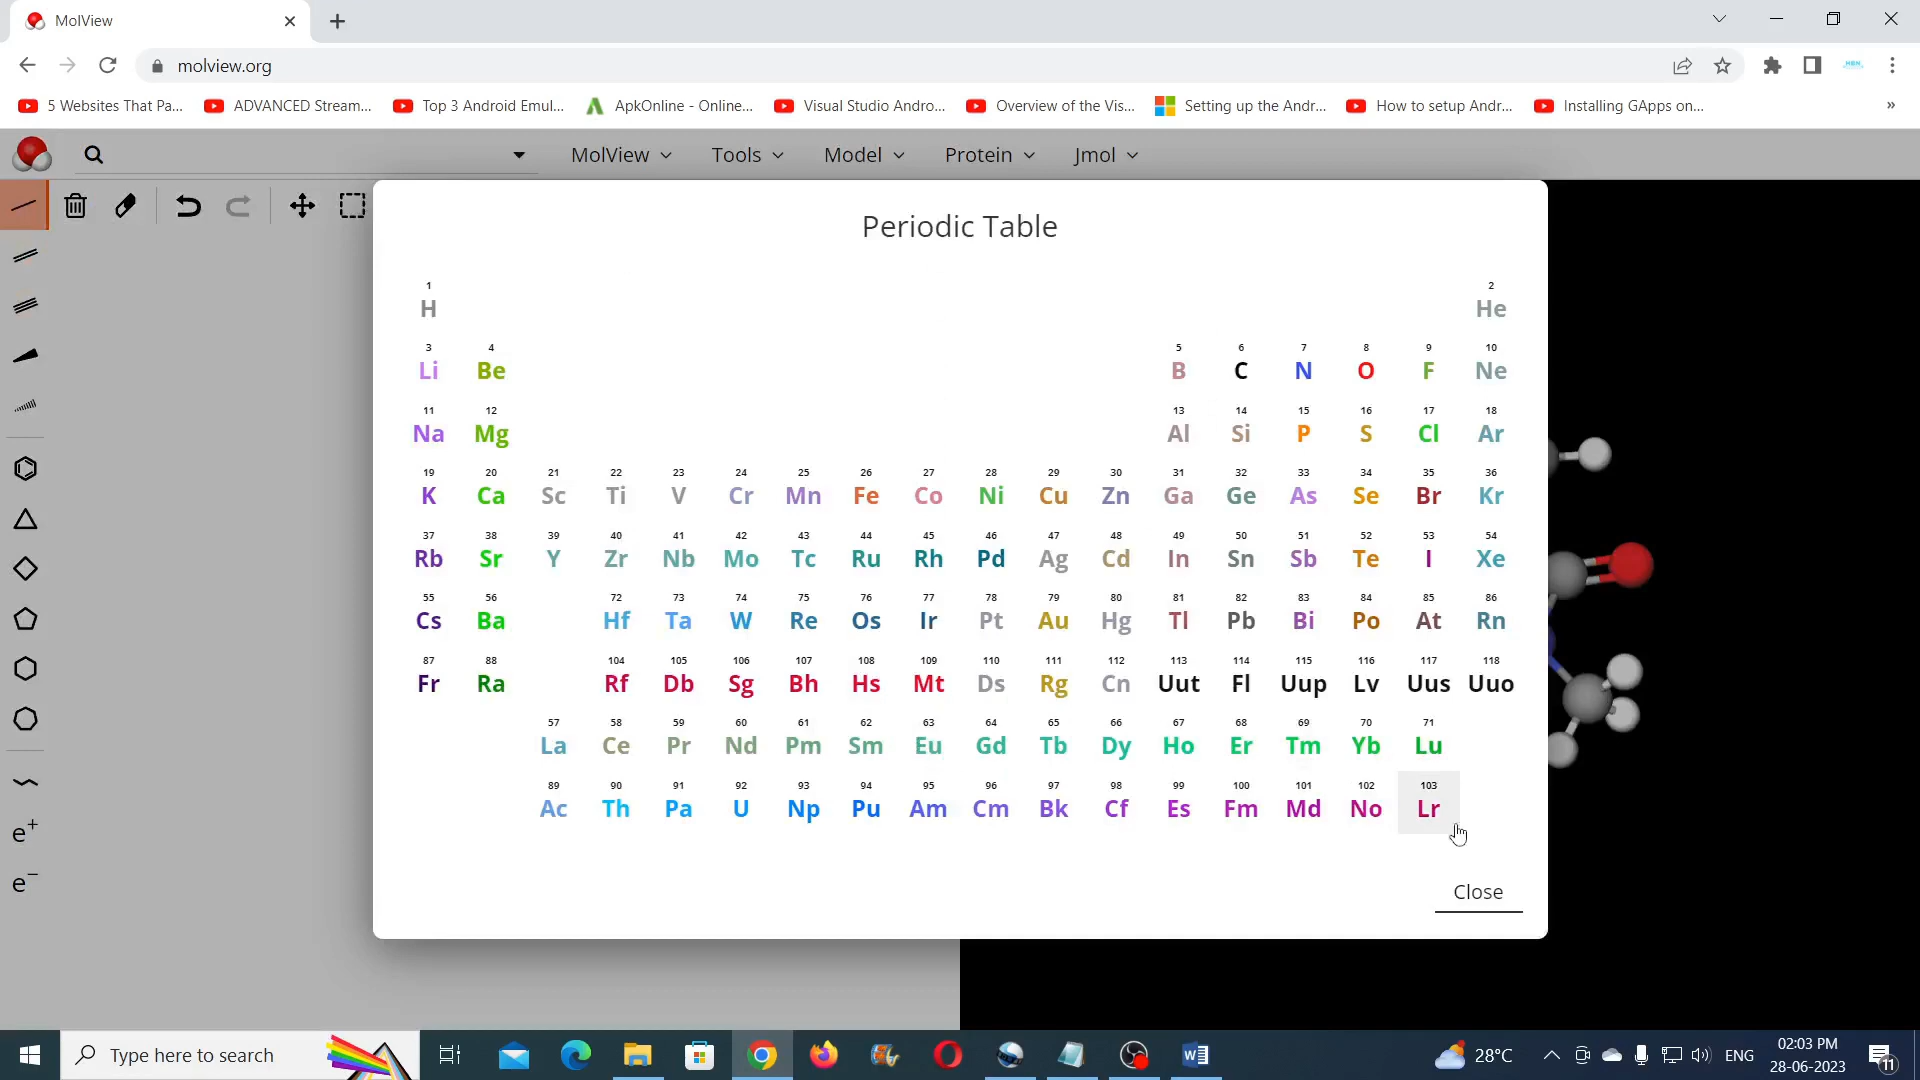 MolView
molview.org
5 Websites That Pa...
ADVANCED Stream...
Top 3 Android Emul...
ApkOnline - Online...
Visual Studio Andro...
Overview of the Vis...
Setting up the Andr...
How to setup Andr...
Installing GApps on...
»
MolView Tools Model Protein Jmol
Periodic Table
1 2
H He
3 4 5 6 7 8 9 10
Li Be B C N O F Ne
11 12 13 14 15 16 17 18
Na Mg Al Si P S Cl Ar
19 20 21 22 23 24 25 26 27 28 29 30 31 32 33 34 35 36
K Ca Sc Ti V Cr Mn Fe Co Ni Cu Zn Ga Ge As Se Br Kr
37 38 39 40 41 42 43 44 45 46 47 48 49 50 51 52 53 54
Rb Sr Y Zr Nb Mo Tc Ru Rh Pd Ag Cd In Sn Sb Te I Xe
55 56 72 73 74 75 76 77 78 79 80 81 82 83 84 85 86
Cs Ba Hf Ta W Re Os Ir Pt Au Hg Tl Pb Bi Po At Rn
87 88 104 105 106 107 108 109 110 111 112 113 114 115 116 117 118
Fr Ra Rf Db Sg Bh Hs Mt Ds Rg Cn Uut Fl Uup Lv Uus Uuo
57 58 59 60 61 62 63 64 65 66 67 68 69 70 71
La Ce Pr Nd Pm Sm Eu Gd Tb Dy Ho Er Tm Yb Lu
89 90 91 92 93 94 95 96 97 98 99 100 101 102 103
Ac Th Pa U Np Pu Am Cm Bk Cf Es Fm Md No Lr
e+
e−
Close
Type here to search
28°C
ENG
02:03 PM
28-06-2023
11